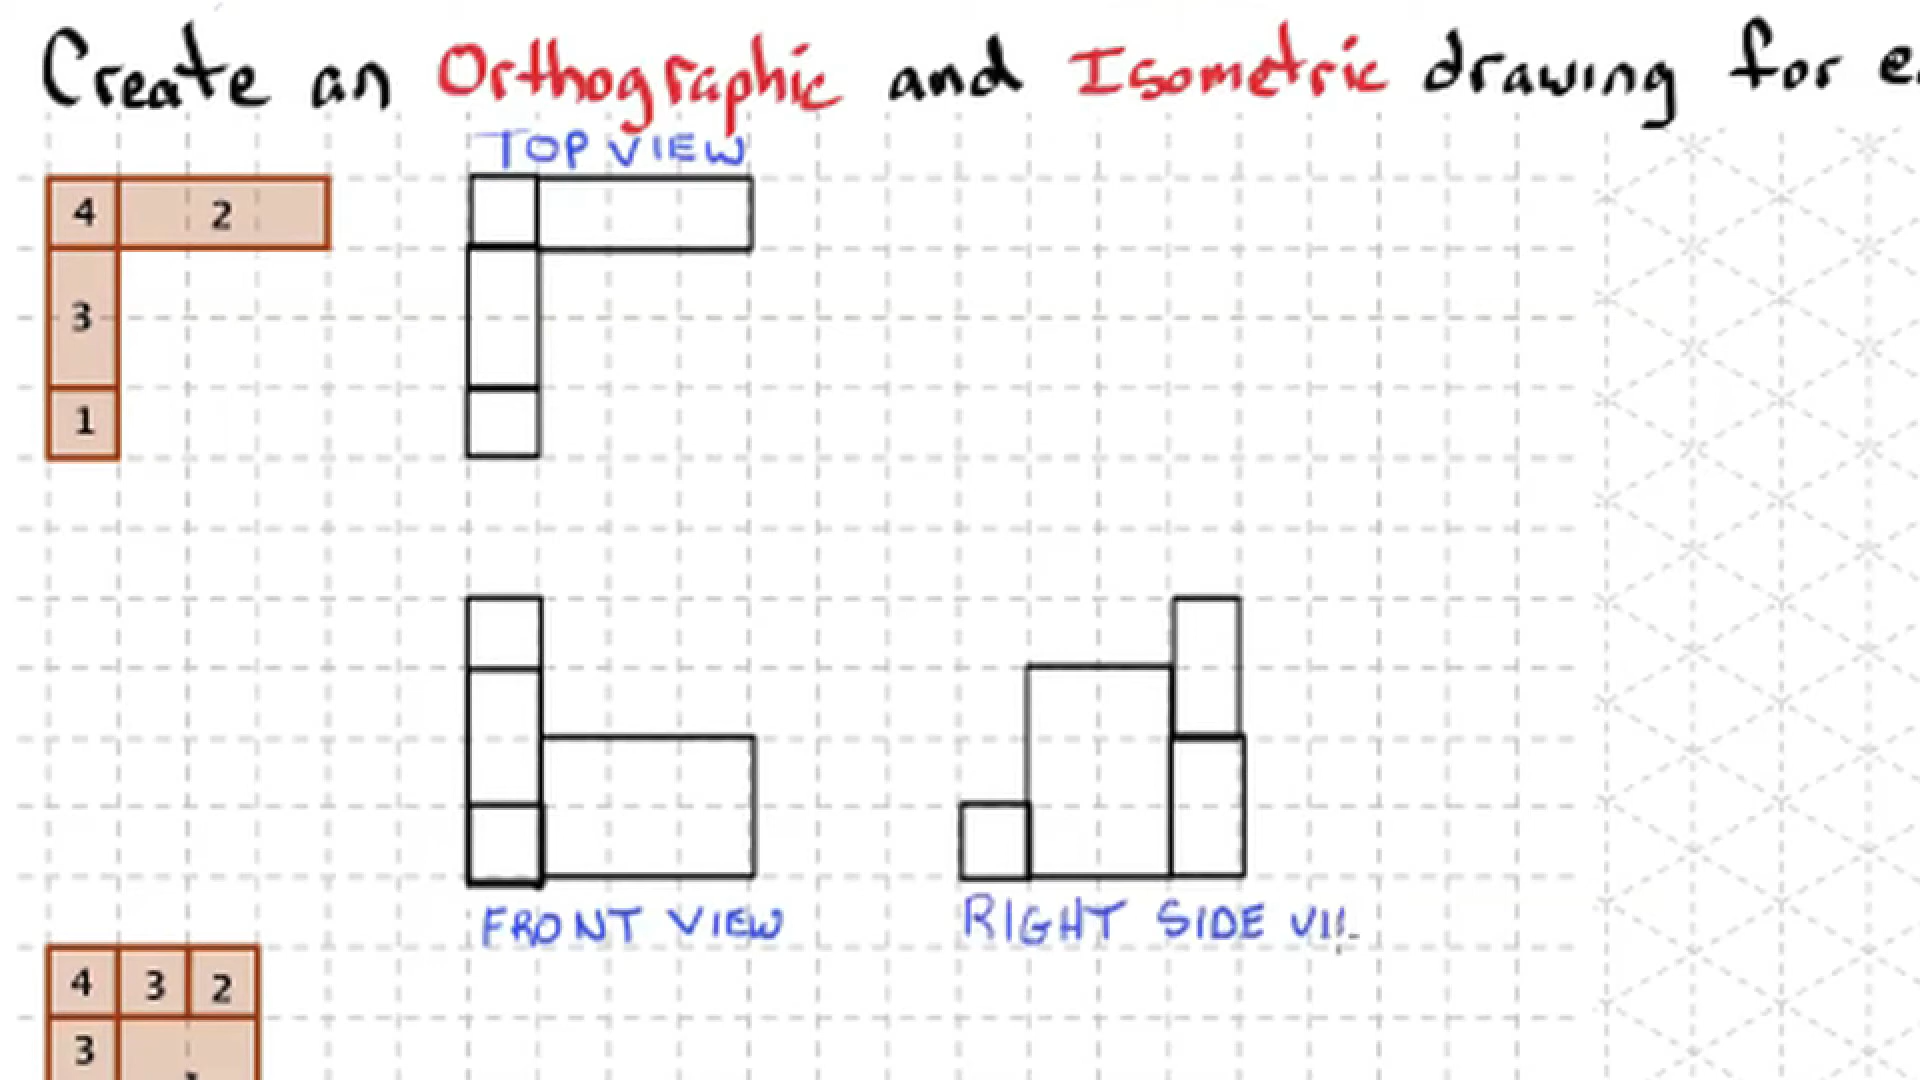 Create an Orthographic and Isometric drawing for
TOP VIEW
4 2
3
1
FRONT VIEW
RIGHT SIDE
4 3 2
3